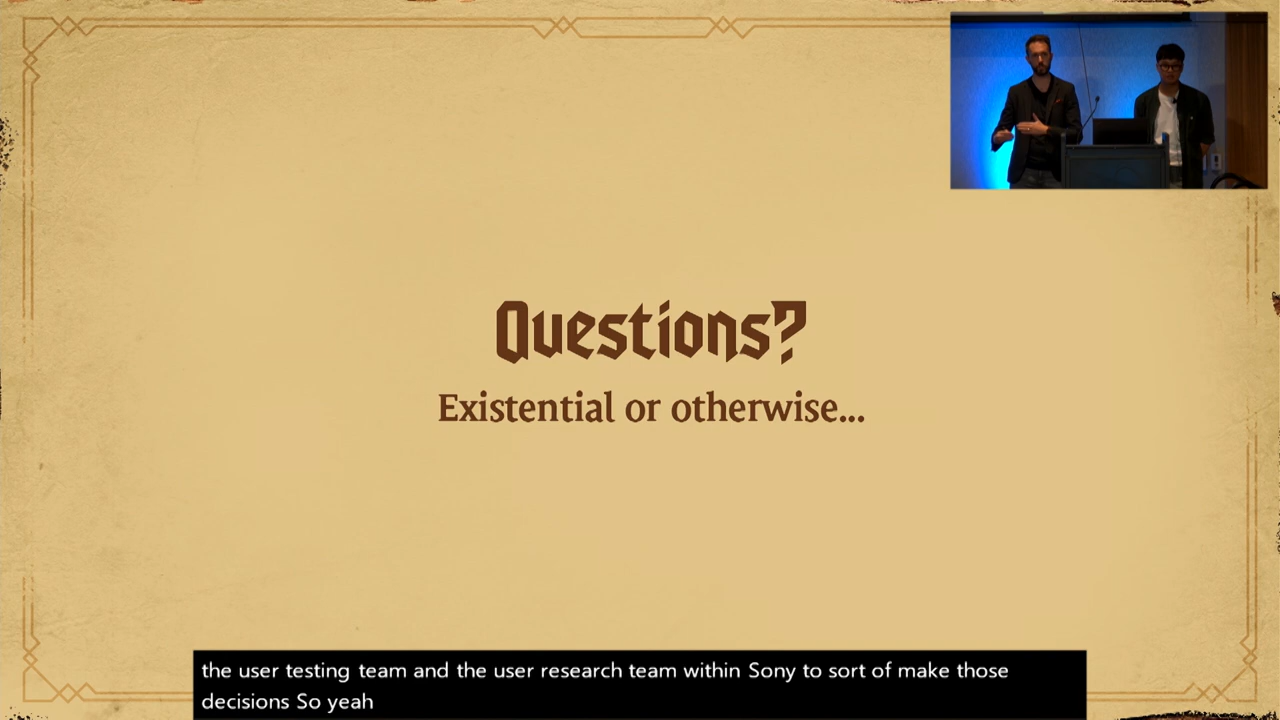 Questions?
Existential or otherwise...
the user testing team and the user research team within Sony to sort of make those
decisions So yeah